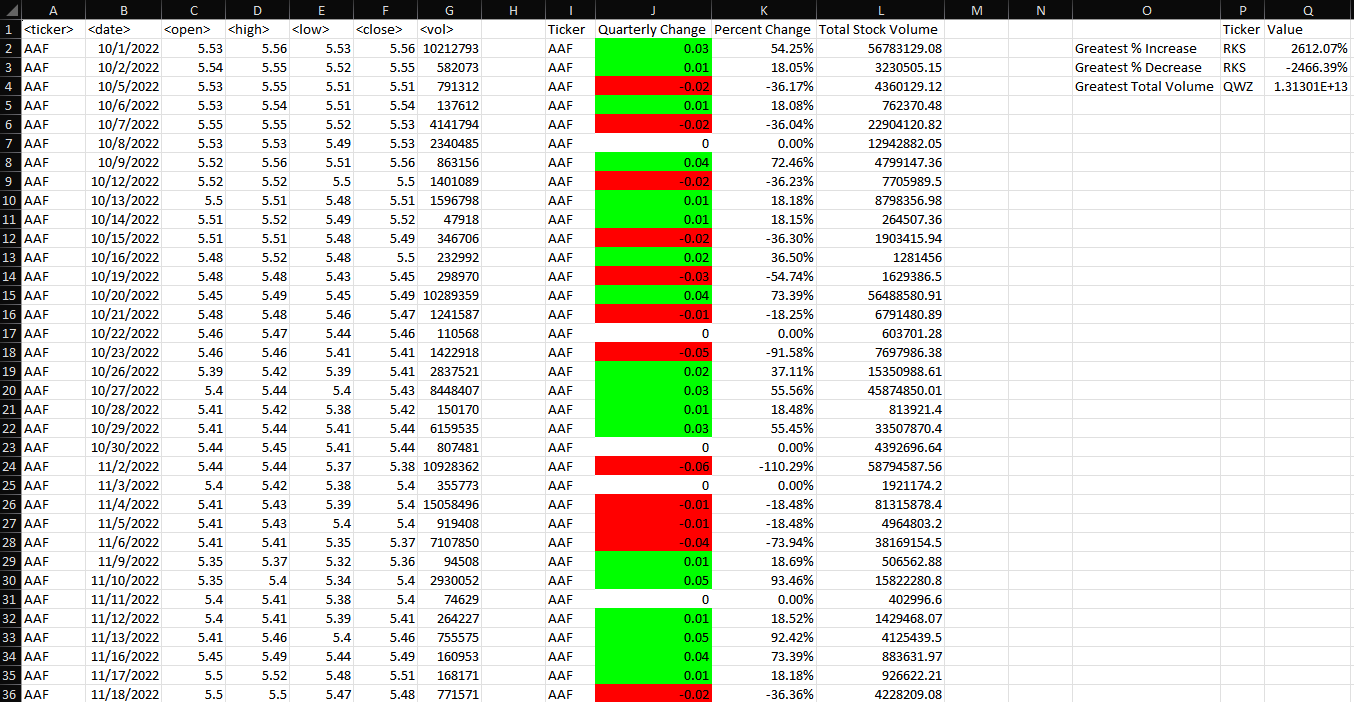 A B C D E F G H I J K L M N O P Q
1 <ticker> <date> <open> <high> <low> <close> <vol> Ticker Quarterly Change Percent Change Total Stock Volume Ticker Value
2 AAF 10/1/2022 5.53 5.56 5.53 5.56 10212793 AAF 0.03 54.25% 56783129.08 Greatest % Increase RKS 2612.07%
3 AAF 10/2/2022 5.54 5.55 5.52 5.55 582073 AAF 0.01 18.05% 3230505.15 Greatest % Decrease RKS -2466.39%
4 AAF 10/5/2022 5.53 5.55 5.51 5.51 791312 AAF -0.02 -36.17% 4360129.12 Greatest Total Volume QWZ 1.31301E+13
5 AAF 10/6/2022 5.53 5.54 5.51 5.54 137612 AAF 0.01 18.08% 762370.48
6 AAF 10/7/2022 5.55 5.55 5.52 5.53 4141794 AAF -0.02 -36.04% 22904120.82
7 AAF 10/8/2022 5.53 5.53 5.49 5.53 2340485 AAF 0 0.00% 12942882.05
8 AAF 10/9/2022 5.52 5.56 5.51 5.56 863156 AAF 0.04 72.46% 4799147.36
9 AAF 10/12/2022 5.52 5.52 5.5 5.5 1401089 AAF -0.02 -36.23% 7705989.5
10 AAF 10/13/2022 5.5 5.51 5.48 5.51 1596798 AAF 0.01 18.18% 8798356.98
11 AAF 10/14/2022 5.51 5.52 5.49 5.52 47918 AAF 0.01 18.15% 264507.36
12 AAF 10/15/2022 5.51 5.51 5.48 5.49 346706 AAF -0.02 -36.30% 1903415.94
13 AAF 10/16/2022 5.48 5.52 5.48 5.5 232992 AAF 0.02 36.50% 1281456
14 AAF 10/19/2022 5.48 5.48 5.43 5.45 298970 AAF -0.03 -54.74% 1629386.5
15 AAF 10/20/2022 5.45 5.49 5.45 5.49 10289359 AAF 0.04 73.39% 56488580.91
16 AAF 10/21/2022 5.48 5.48 5.46 5.47 1241587 AAF -0.01 -18.25% 6791480.89
17 AAF 10/22/2022 5.46 5.47 5.44 5.46 110568 AAF 0 0.00% 603701.28
18 AAF 10/23/2022 5.46 5.46 5.41 5.41 1422918 AAF -0.05 -91.58% 7697986.38
19 AAF 10/26/2022 5.39 5.42 5.39 5.41 2837521 AAF 0.02 37.11% 15350988.61
20 AAF 10/27/2022 5.4 5.44 5.4 5.43 8448407 AAF 0.03 55.56% 45874850.01
21 AAF 10/28/2022 5.41 5.42 5.38 5.42 150170 AAF 0.01 18.48% 813921.4
22 AAF 10/29/2022 5.41 5.44 5.41 5.44 6159535 AAF 0.03 55.45% 33507870.4
23 AAF 10/30/2022 5.44 5.45 5.41 5.44 807481 AAF 0 0.00% 4392696.64
24 AAF 11/2/2022 5.44 5.44 5.37 5.38 10928362 AAF -0.06 -110.29% 58794587.56
25 AAF 11/3/2022 5.4 5.42 5.38 5.4 355773 AAF 0 0.00% 1921174.2
26 AAF 11/4/2022 5.41 5.43 5.39 5.4 15058496 AAF -0.01 -18.48% 81315878.4
27 AAF 11/5/2022 5.41 5.43 5.4 5.4 919408 AAF -0.01 -18.48% 4964803.2
28 AAF 11/6/2022 5.41 5.41 5.35 5.37 7107850 AAF -0.04 -73.94% 38169154.5
29 AAF 11/9/2022 5.35 5.37 5.32 5.36 94508 AAF 0.01 18.69% 506562.88
30 AAF 11/10/2022 5.35 5.4 5.34 5.4 2930052 AAF 0.05 93.46% 15822280.8
31 AAF 11/11/2022 5.4 5.41 5.38 5.4 74629 AAF 0 0.00% 402996.6
32 AAF 11/12/2022 5.4 5.41 5.39 5.41 264227 AAF 0.01 18.52% 1429468.07
33 AAF 11/13/2022 5.41 5.46 5.4 5.46 755575 AAF 0.05 92.42% 4125439.5
34 AAF 11/16/2022 5.45 5.49 5.44 5.49 160953 AAF 0.04 73.39% 883631.97
35 AAF 11/17/2022 5.5 5.52 5.48 5.51 168171 AAF 0.01 18.18% 926622.21
36 AAF 11/18/2022 5.5 5.5 5.47 5.48 771571 AAF -0.02 -36.36% 4228209.08